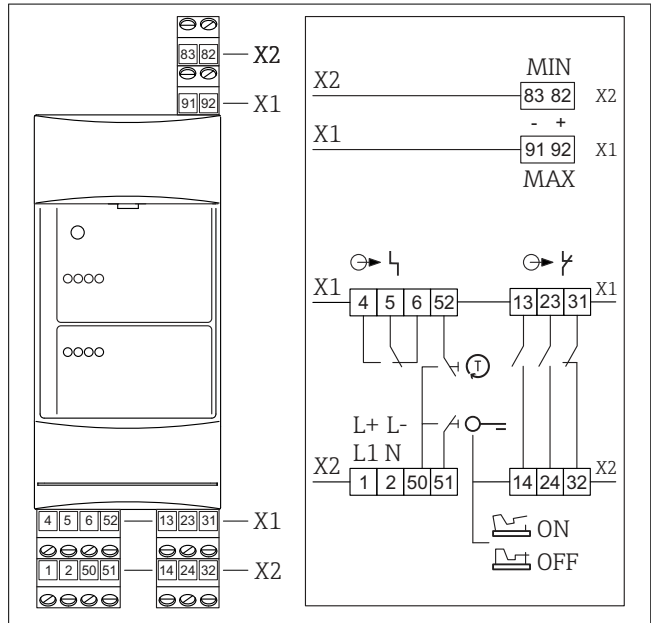 83 82 X2
91 92 X1
4 5 6 52 13 23 31 X1
1 2 50 51 14 24 32 X2
MIN
X2 83 82 X2
- +
X1 91 92 X1
MAX
X1 4 5 6 52 13 23 31 X1
T
L+ L-
L1 N
X2 1 2 50 51 14 24 32 X2
ON
OFF